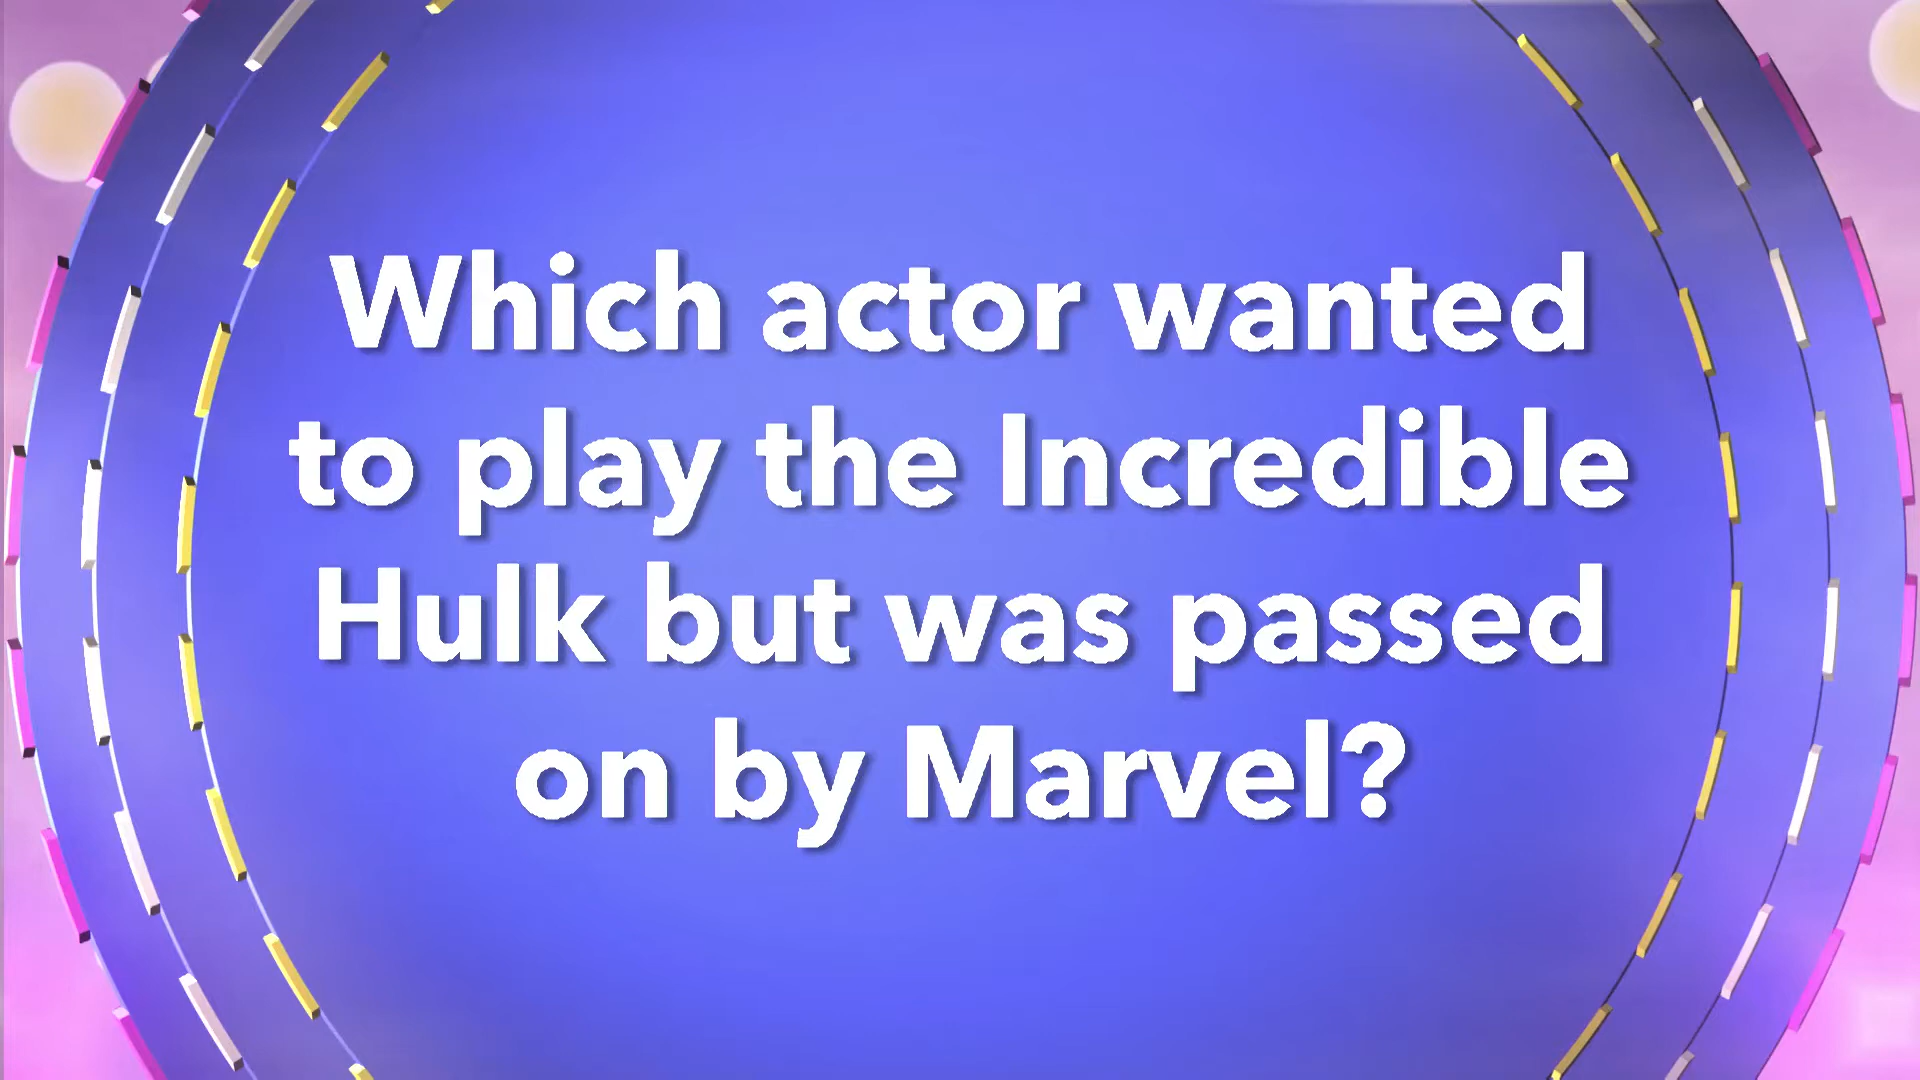 Which actor wanted
to play the Incredible
Hulk but was passed
on by Marvel?